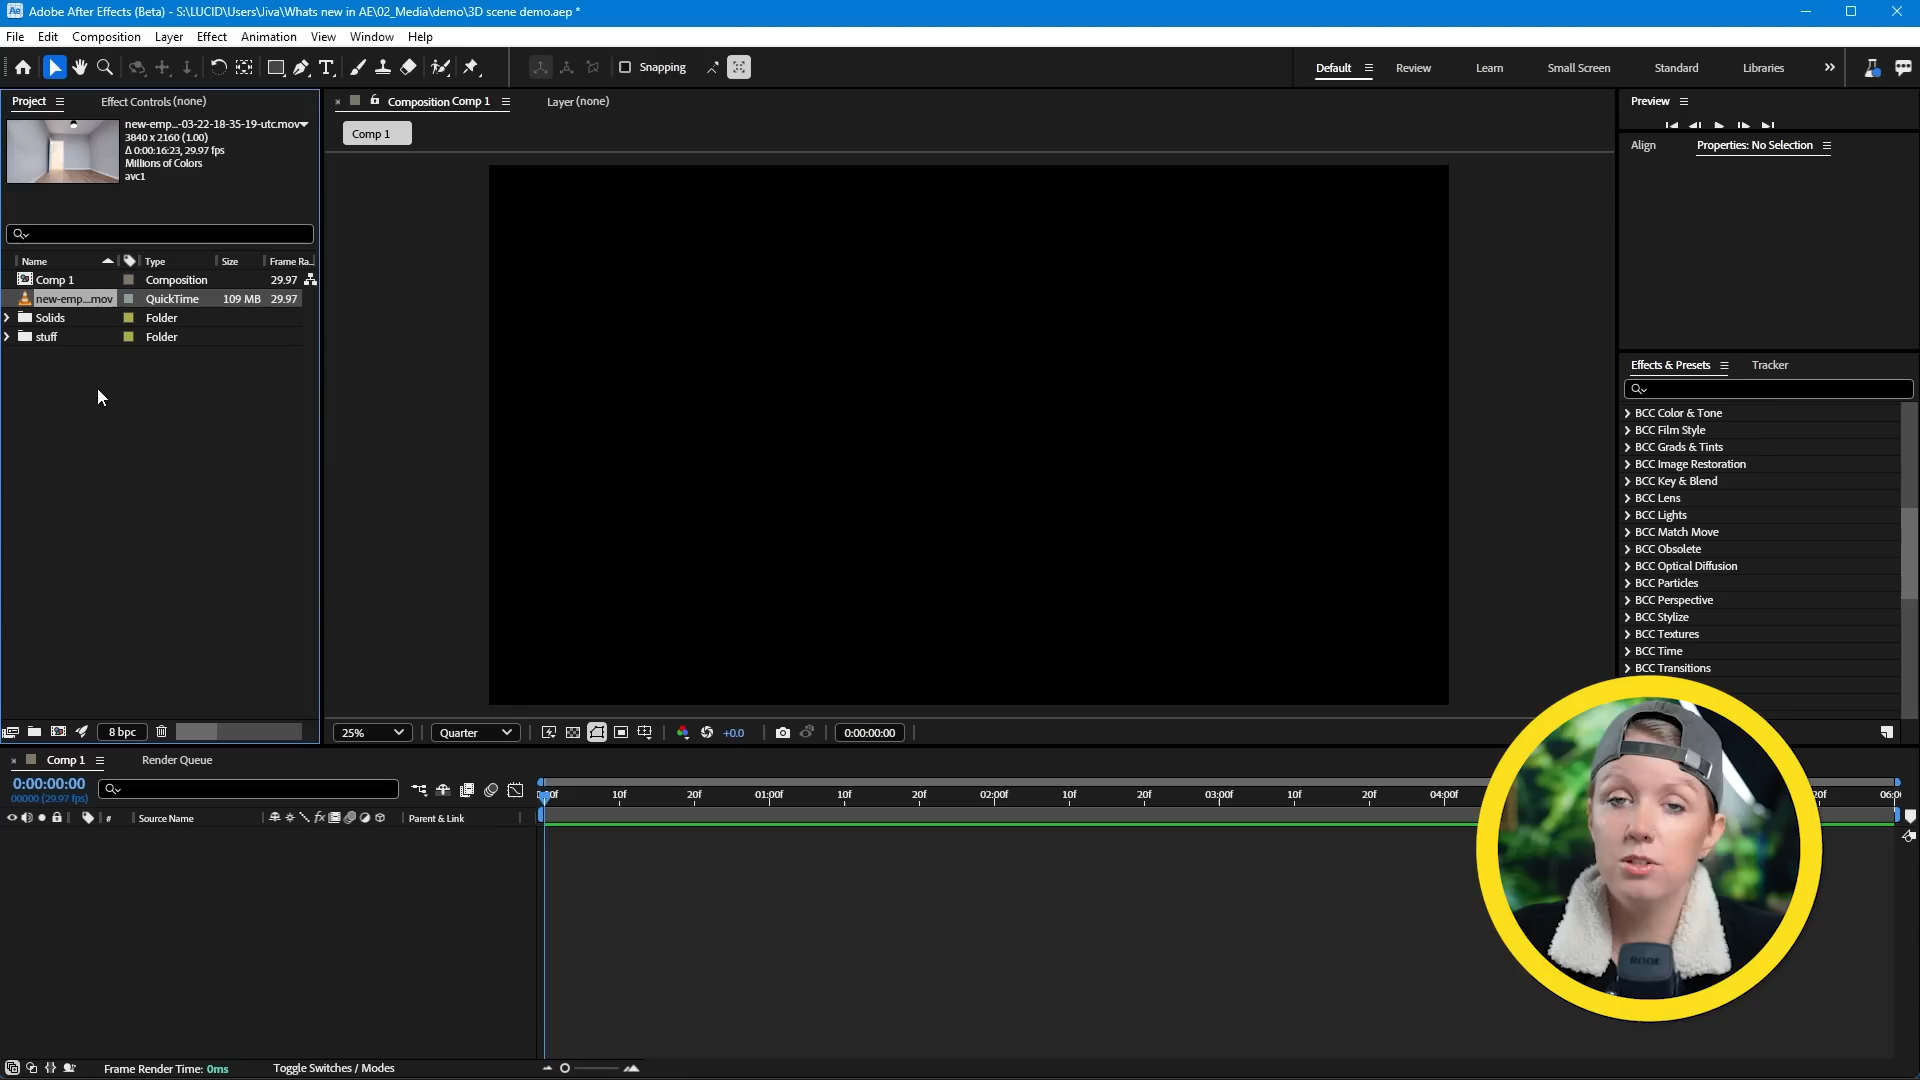 Ae Adobe After Effects (Beta) - S:\LUCID\Users\Jiva\Whats new in AE\02_Media\demo\3D scene demo.aep *
File Edit Composition Layer Effect Animation View Window Help
Snapping
Default Review Learn Small Screen Standard Libraries
Project Effect Controls (none)
Composition Comp 1 Layer (none)
Preview
Comp 1
new-emp...-03-22-18-35-19-utc.mov
3840 x 2160 (1.00)
Δ 0:00:16:23, 29.97 fps
Millions of Colors
avc1
Align Properties: No Selection
Name Type Size Frame Ra...
Comp 1 Composition 29.97
new-emp....mov QuickTime 109 MB 29.97
Solids Folder
stuff Folder
Effects & Presets Tracker
BCC Color & Tone
BCC Film Style
BCC Grads & Tints
BCC Image Restoration
BCC Key & Blend
BCC Lens
BCC Lights
BCC Match Move
BCC Obsolete
BCC Optical Diffusion
BCC Particles
BCC Perspective
BCC Stylize
BCC Textures
BCC Time
BCC Transitions
8 bpc
25% Quarter +0.0 0:00:00:00
Comp 1 Render Queue
0:00:00:00
00000 (29.97 fps)
# Source Name fx Parent & Link
10f 20f 01:00f 10f 20f 02:00f 10f 20f 03:00f 10f 20f 04:00f
RODE
Frame Render Time: 0ms Toggle Switches / Modes